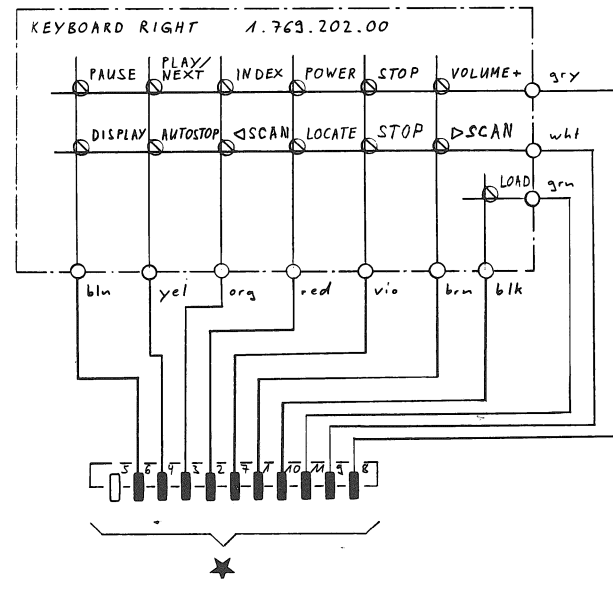 KEYBOARD RIGHT 1.769.202.00
PAUSE PLAY/NEXT INDEX POWER STOP VOLUME+ gry
DISPLAY AUTOSTOP ◁SCAN LOCATE STOP ▷SCAN wht
LOAD grn
bln yel org red vio brn blk
5 6 4 3 2 7 1 10 11 9 8